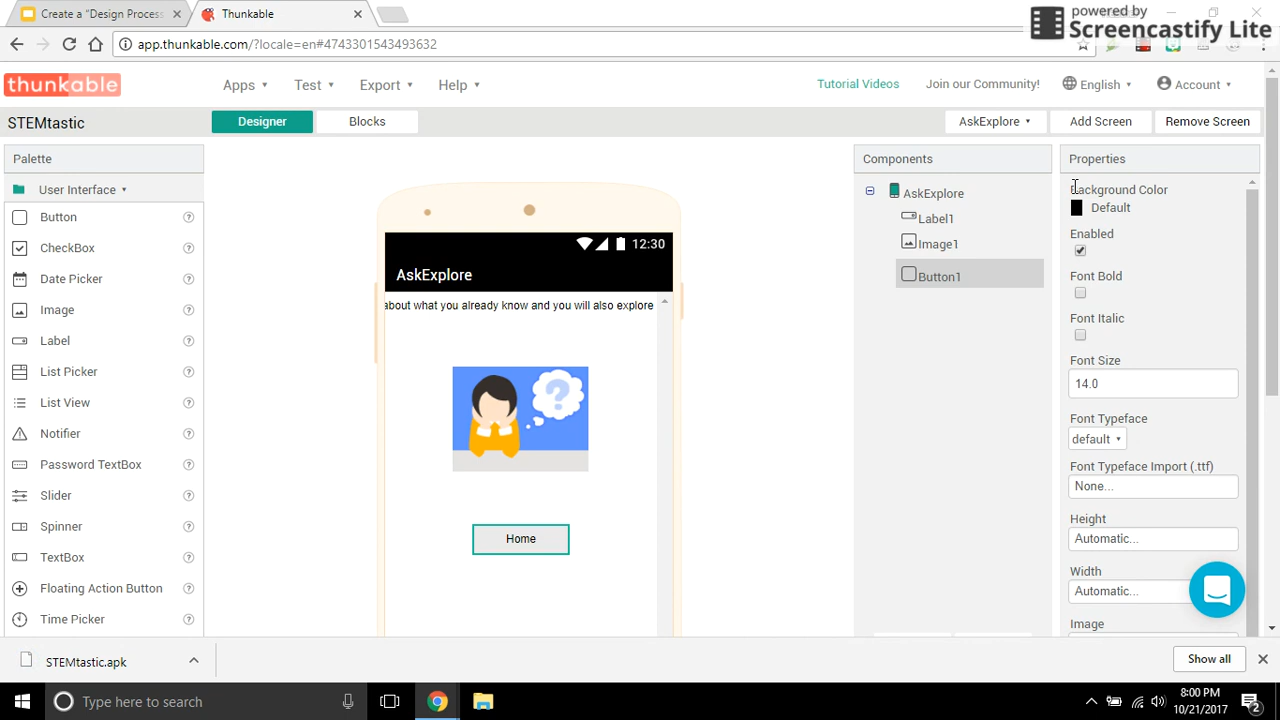 Create a "Design Process
Thunkable
powered by
Screencastify Lite
app.thunkable.com/?locale=en#4743301543493632
thunkable
Apps
Test
Export
Help
Tutorial Videos
Join our Community!
English
Account
STEMtastic
Designer
Blocks
AskExplore
Add Screen
Remove Screen
Palette
User Interface
Button
CheckBox
Date Picker
Image
Label
List Picker
List View
Notifier
Password TextBox
Slider
Spinner
TextBox
Floating Action Button
Time Picker
12:30
AskExplore
about what you already know and you will also explore
?
Home
Components
AskExplore
Label1
Image1
Button1
Properties
Background Color
Default
Enabled
Font Bold
Font Italic
Font Size
14.0
Font Typeface
default
Font Typeface Import (.ttf)
None...
Height
Automatic...
Width
Automatic...
Image
STEMtastic.apk
Show all
Type here to search
8:00 PM
10/21/2017
2